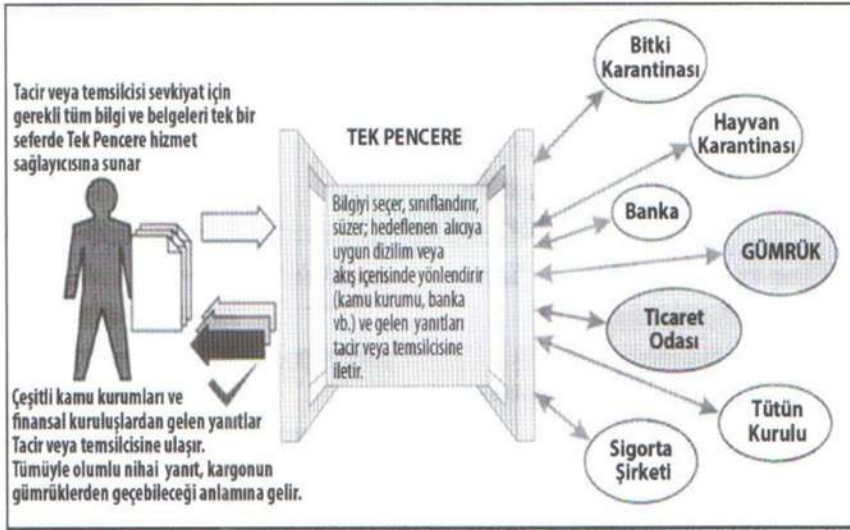 Tacir veya temsilcisi sevkiyat için
gerekli tüm bilgi ve belgeleri tek bir
seferde Tek Pencere hizmet
sağlayıcısına sunar
Çeşitli kamu kurumları ve
finansal kuruluşlardan gelen yanıtlar
Tacir veya temsilcisine ulaşır.
Tümüyle olumlu nihai yanıt, kargonun
gümrüklerden geçebileceği anlamına gelir.
TEK PENCERE
Bilgiyi seçer, sınıflandırır,
süzer; hedeflenen alıcıya
uygun dizilim veya
akış içerisinde yönlendirir
(kamu kurumu, banka
vb.) ve gelen yanıtları
tacir veya temsilcisine
iletir.
Bitki
Karantinası
Hayvan
Karantinası
Banka
GÜMRÜK
Ticaret
Odası
Tütün
Kurulu
Sigorta
Şirketi